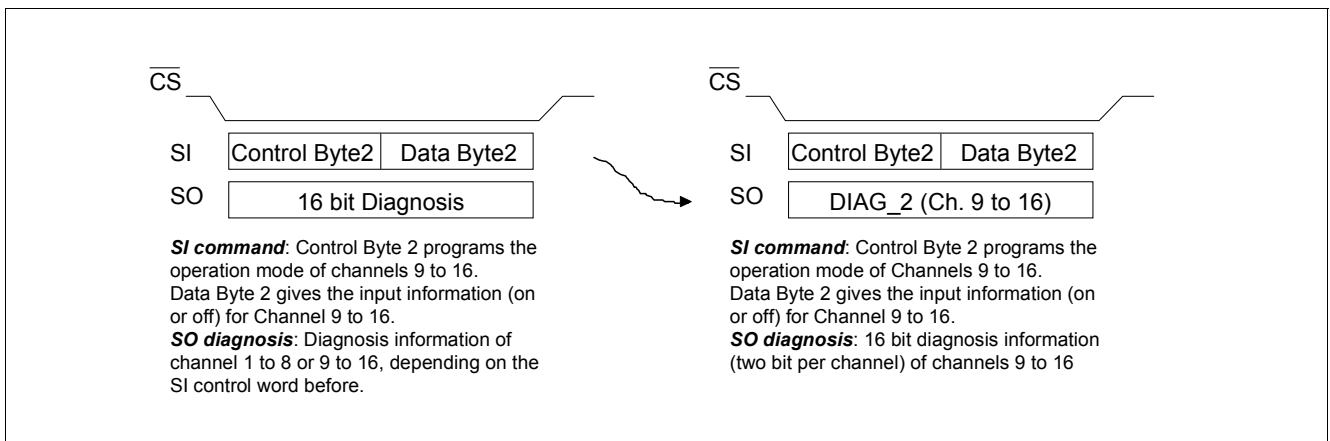 CS
SI Control Byte2 Data Byte2
SO 16 bit Diagnosis
SI command: Control Byte 2 programs the
operation mode of channels 9 to 16.
Data Byte 2 gives the input information (on
or off) for Channel 9 to 16.
SO diagnosis: Diagnosis information of
channel 1 to 8 or 9 to 16, depending on the
SI control word before.
CS
SI Control Byte2 Data Byte2
SO DIAG_2 (Ch. 9 to 16)
SI command: Control Byte 2 programs the
operation mode of Channels 9 to 16.
Data Byte 2 gives the input information (on
or off) for Channel 9 to 16.
SO diagnosis: 16 bit diagnosis information
(two bit per channel) of channels 9 to 16